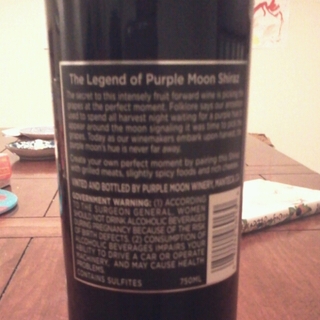 The Legend of Purple Moon Shiraz
The secret to this intensely fruit forward wine is picking the
grapes at the perfect moment. Folklore says our
used to spend all harvest night waiting for a purple
appear around the moon signaling it was time to pick
grapes. Today as our winemakers embark upon harvest the
purple moon's hue is never far away.
Create your own perfect moment by pairing this Shiraz
with grilled meats, slightly spicy foods and rich
VINTED AND BOTTLED BY PURPLE MOON WINERY, MANTECA, CA
GOVERNMENT WARNING: (1) ACCORDING
TO THE SURGEON GENERAL, WOMEN
SHOULD NOT DRINK ALCOHOLIC BEVERAGES
DURING PREGNANCY BECAUSE OF THE RISK
OF BIRTH DEFECTS. (2) CONSUMPTION OF
ALCOHOLIC BEVERAGES IMPAIRS YOUR
ABILITY TO DRIVE A CAR OR OPERATE
MACHINERY, AND MAY CAUSE HEALTH
PROBLEMS.
CONTAINS SULFITES 750ML